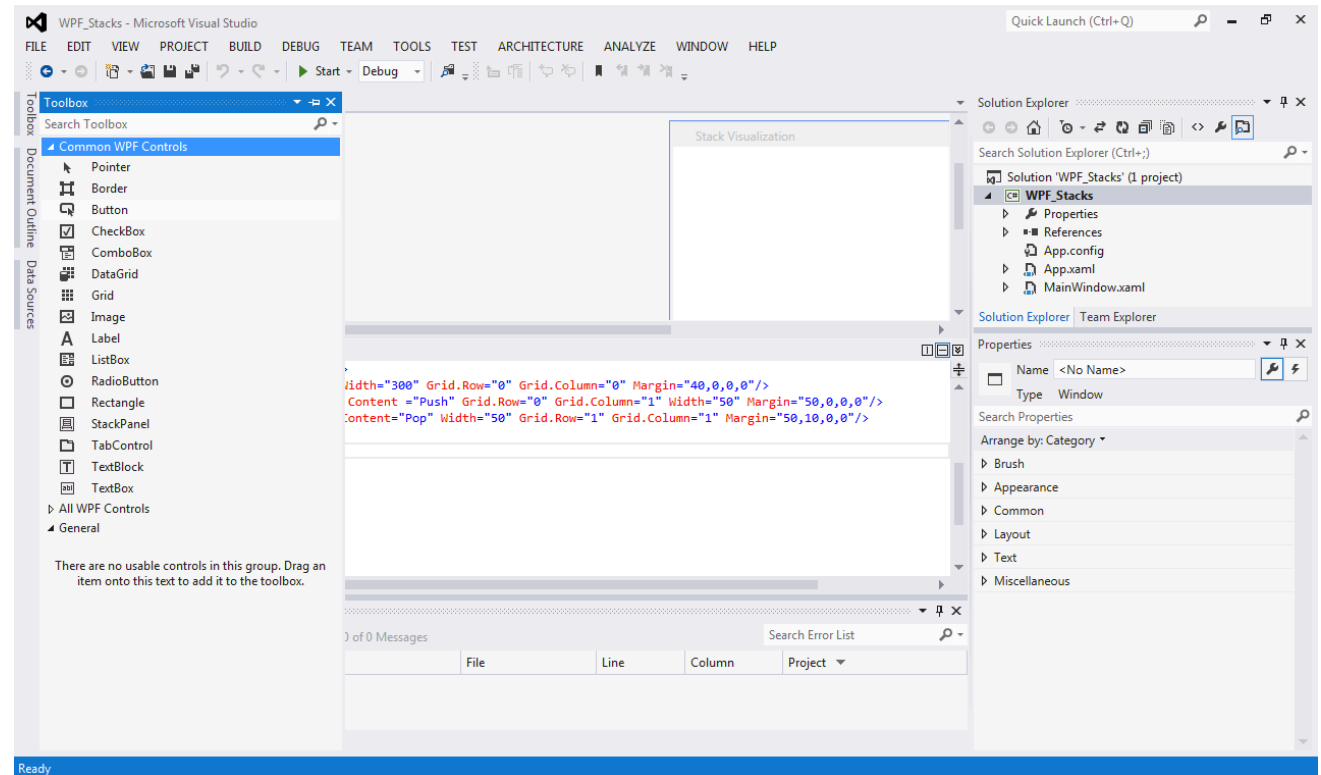 WPF_Stacks - Microsoft Visual Studio
Quick Launch (Ctrl+Q)
FILE EDIT VIEW PROJECT BUILD DEBUG TEAM TOOLS TEST ARCHITECTURE ANALYZE WINDOW HELP
Start Debug
Toolbox
Document Outline
Data Sources
Toolbox
Search Toolbox
Common WPF Controls
Pointer
Border
Button
CheckBox
ComboBox
DataGrid
Grid
Image
Label
ListBox
RadioButton
Rectangle
StackPanel
TabControl
TextBlock
TextBox
All WPF Controls
General
There are no usable controls in this group. Drag an
item onto this text to add it to the toolbox.
Stack Visualization
>
Width="300" Grid.Row="0" Grid.Column="0" Margin="40,0,0,0"/>
Content ="Push" Grid.Row="0" Grid.Column="1" Width="50" Margin="50,0,0,0"/>
Content="Pop" Width="50" Grid.Row="1" Grid.Column="1" Margin="50,10,0,0"/>
0 of 0 Messages
Search Error List
File Line Column Project
Solution Explorer
Search Solution Explorer (Ctrl+;)
Solution 'WPF_Stacks' (1 project)
WPF_Stacks
Properties
References
App.config
App.xaml
MainWindow.xaml
Solution Explorer Team Explorer
Properties
Name <No Name>
Type Window
Search Properties
Arrange by: Category
Brush
Appearance
Common
Layout
Text
Miscellaneous
Ready